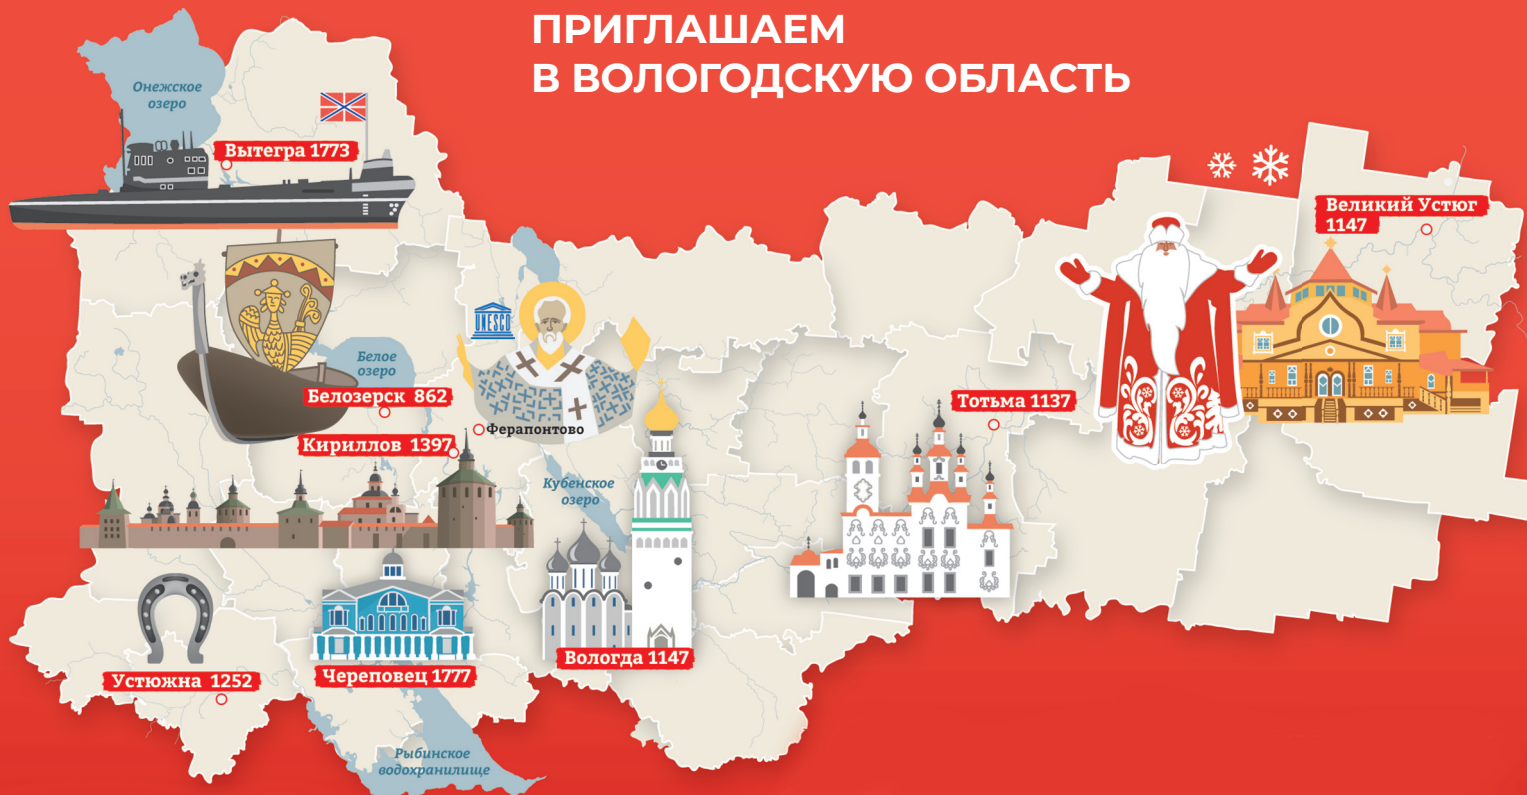 ПРИГЛАШАЕМ
В ВОЛОГОДСКУЮ ОБЛАСТЬ
Онежское
озеро
Вытегра 1773
Великий Устюг
1147
UNESCO
Белое
озеро
Белозерск 862
Тотьма 1137
Ферапонтово
Кириллов 1397
Кубенское
озеро
Вологда 1147
Череповец 1777
Устюжна 1252
Рыбинское
водохранилище